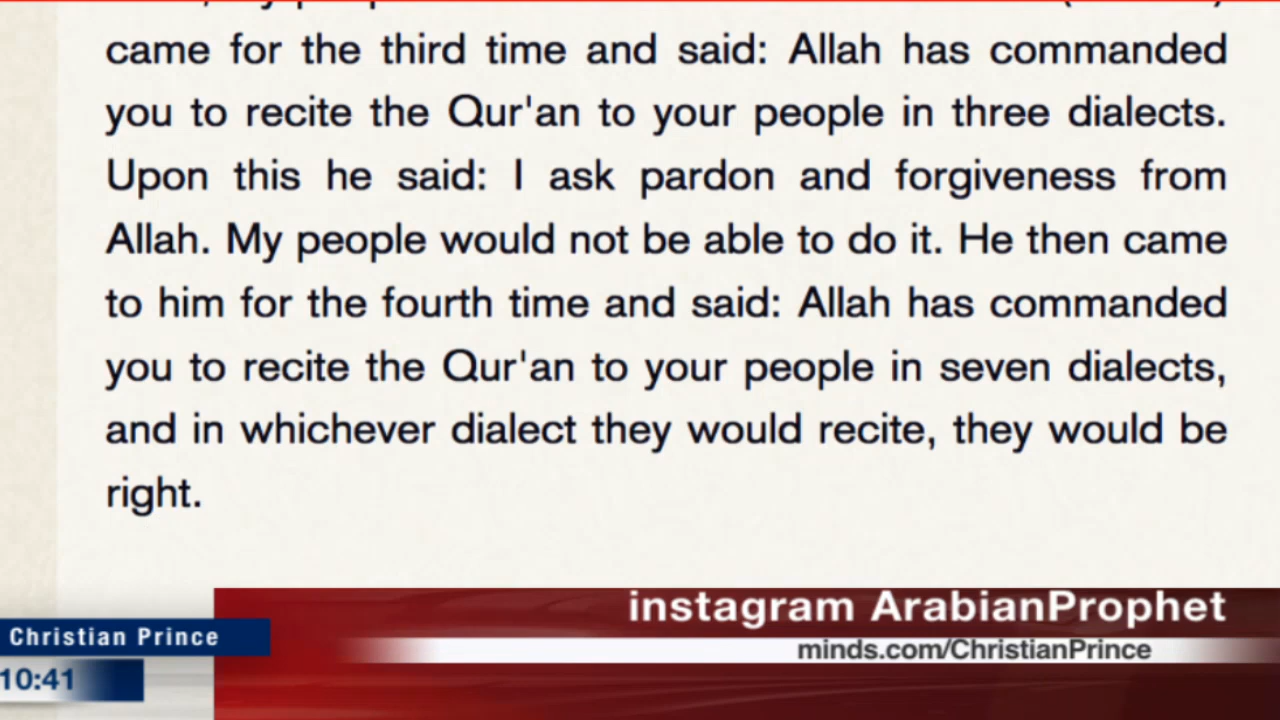 came for the third time and said: Allah has commanded
you to recite the Qur'an to your people in three dialects.
Upon this he said: I ask pardon and forgiveness from
Allah. My people would not be able to do it. He then came
to him for the fourth time and said: Allah has commanded
you to recite the Qur'an to your people in seven dialects,
and in whichever dialect they would recite, they would be
right.
instagram ArabianProphet
Christian Prince
minds.com/ChristianPrince
10:41